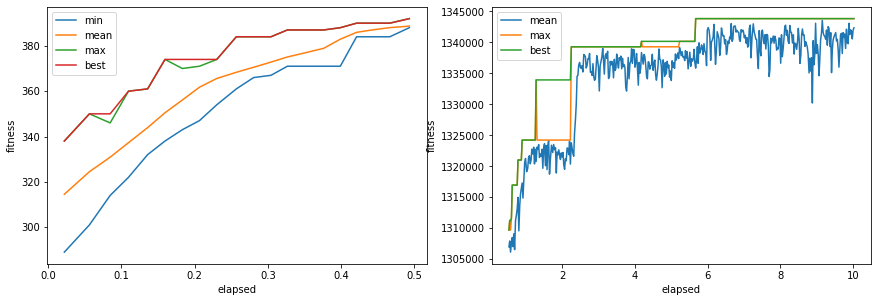 min
mean
max
best
fitness
380
360
340
320
300
0.0 0.1 0.2 0.3 0.4 0.5
elapsed
mean
max
best
fitness
1345000
1340000
1335000
1330000
1325000
1320000
1315000
1310000
1305000
2 4 6 8 10
elapsed